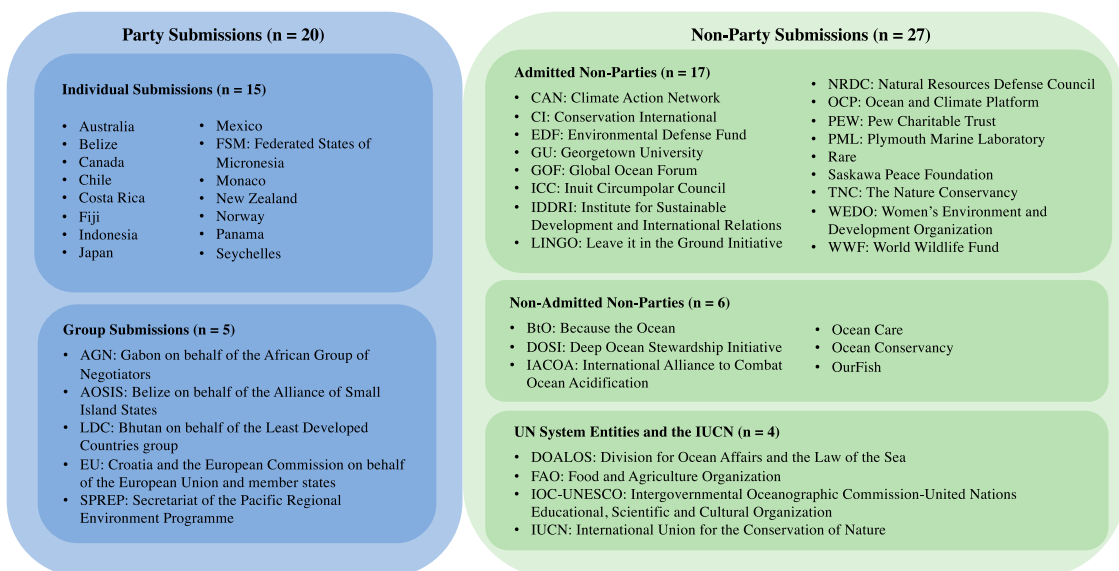 Party Submissions (n = 20)
Individual Submissions (n = 15)
• Australia
• Belize
• Canada
• Chile
• Costa Rica
• Fiji
• Indonesia
• Japan
• Mexico
• FSM: Federated States of
Micronesia
• Monaco
• New Zealand
• Norway
• Panama
• Seychelles
Group Submissions (n = 5)
• AGN: Gabon on behalf of the African Group of
Negotiators
• AOSIS: Belize on behalf of the Alliance of Small
Island States
• LDC: Bhutan on behalf of the Least Developed
Countries group
• EU: Croatia and the European Commission on behalf
of the European Union and member states
• SPREP: Secretariat of the Pacific Regional
Environment Programme
Non-Party Submissions (n = 27)
Admitted Non-Parties (n = 17)
• CAN: Climate Action Network
• CI: Conservation International
• EDF: Environmental Defense Fund
• GU: Georgetown University
• GOF: Global Ocean Forum
• ICC: Inuit Circumpolar Council
• IDDRI: Institute for Sustainable
Development and International Relations
• LINGO: Leave it in the Ground Initiative
• NRDC: Natural Resources Defense Council
• OCP: Ocean and Climate Platform
• PEW: Pew Charitable Trust
• PML: Plymouth Marine Laboratory
• Rare
• Saskawa Peace Foundation
• TNC: The Nature Conservancy
• WEDO: Women's Environment and
Development Organization
• WWF: World Wildlife Fund
Non-Admitted Non-Parties (n = 6)
• BtO: Because the Ocean
• DOSI: Deep Ocean Stewardship Initiative
• IACOA: International Alliance to Combat
Ocean Acidification
• Ocean Care
• Ocean Conservancy
• OurFish
UN System Entities and the IUCN (n = 4)
• DOALOS: Division for Ocean Affairs and the Law of the Sea
• FAO: Food and Agriculture Organization
• IOC-UNESCO: Intergovernmental Oceanographic Commission-United Nations
Educational, Scientific and Cultural Organization
• IUCN: International Union for the Conservation of Nature